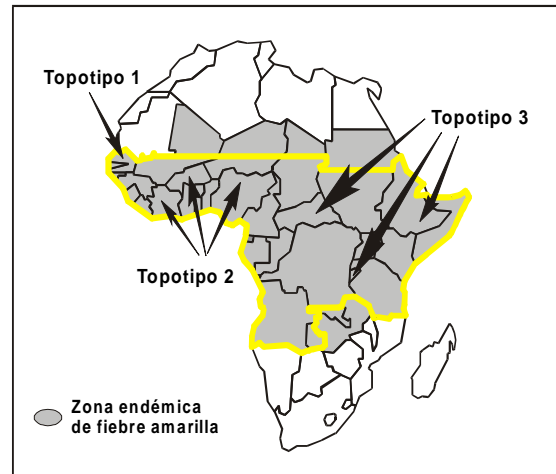 Topotipo 1
Topotipo 3
Topotipo 2
Zona endémica
de fiebre amarilla